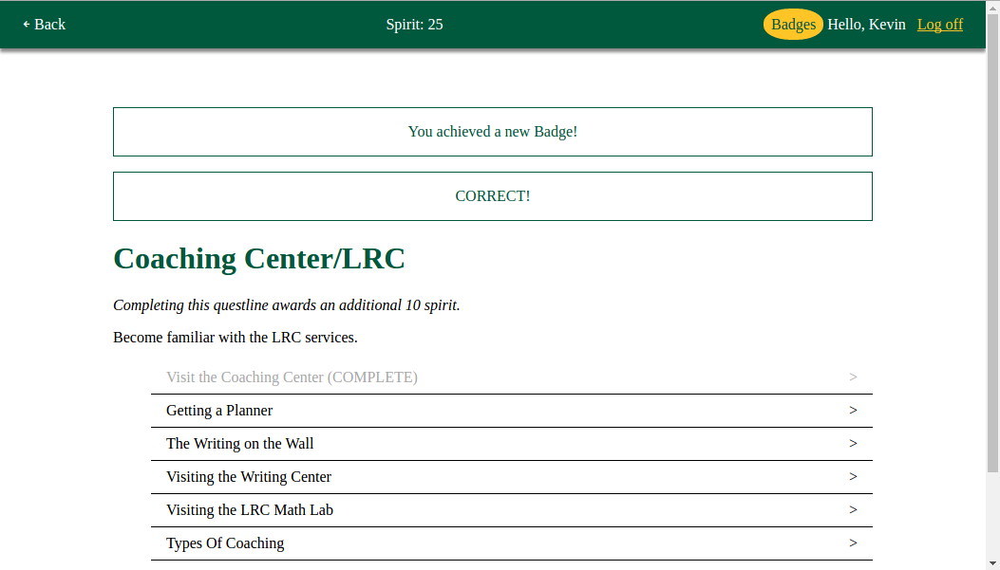 ← Back
Spirit: 25
Badges Hello, Kevin Log off
You achieved a new Badge!
CORRECT!
Coaching Center/LRC
Completing this questline awards an additional 10 spirit.
Become familiar with the LRC services.
Visit the Coaching Center (COMPLETE) >
Getting a Planner >
The Writing on the Wall >
Visiting the Writing Center >
Visiting the LRC Math Lab >
Types Of Coaching >